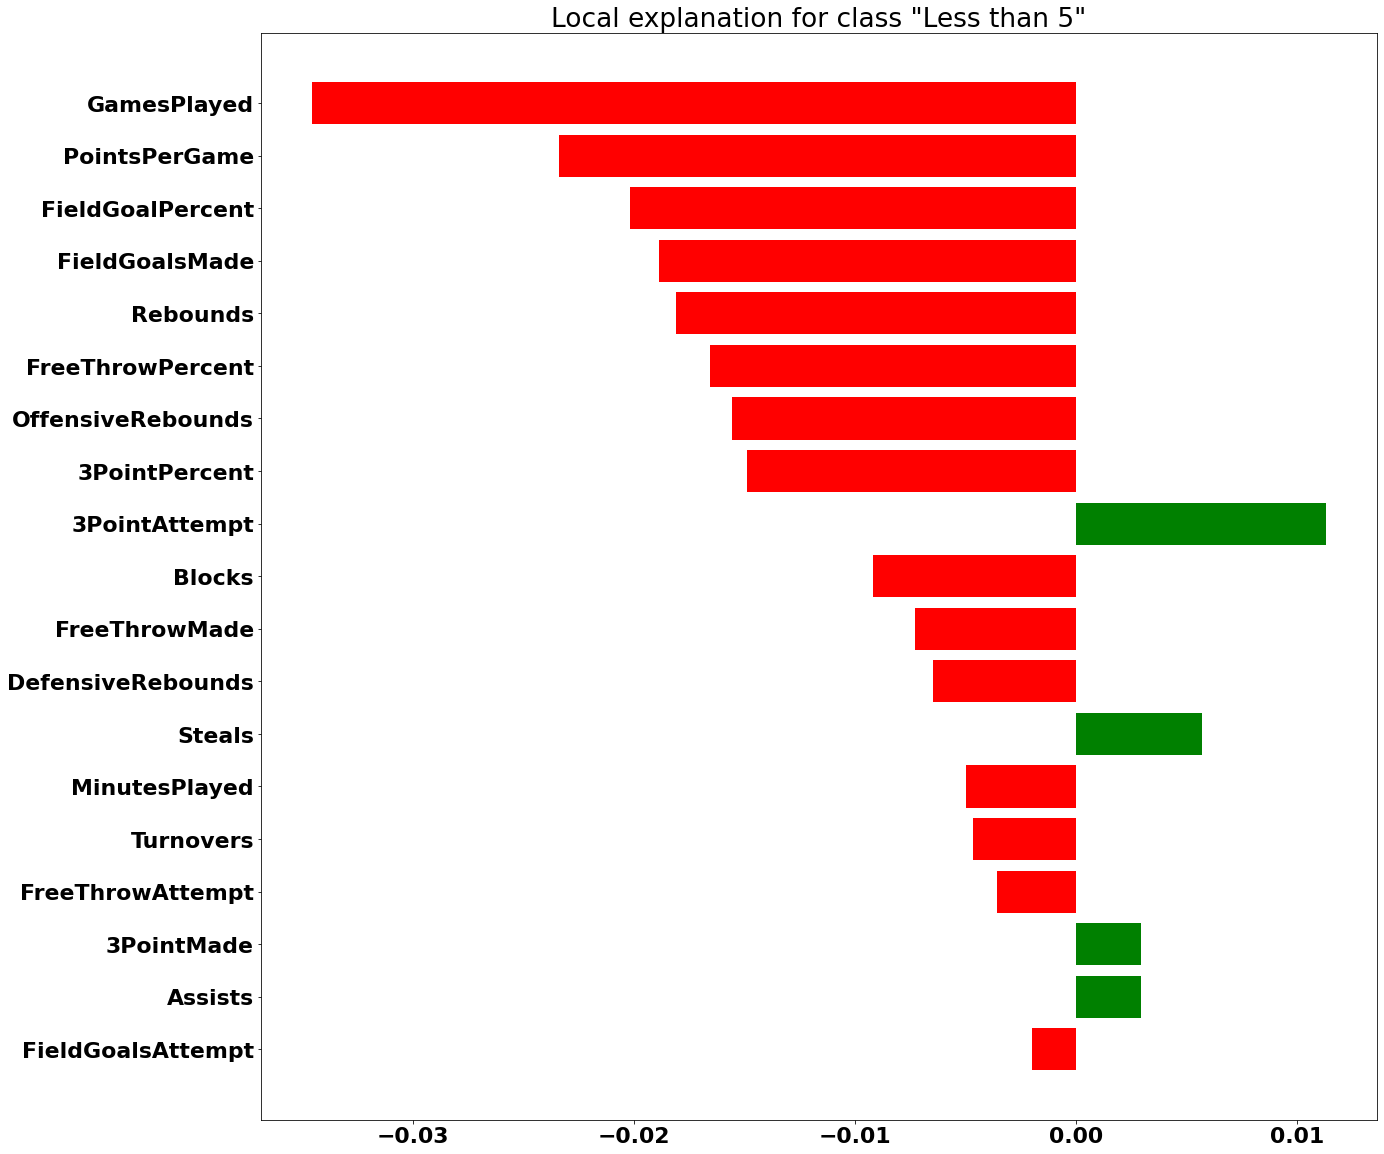 Local explanation for class "Less than 5"
GamesPlayed
PointsPerGame
FieldGoalPercent
FieldGoalsMade
Rebounds
FreeThrowPercent
OffensiveRebounds
3PointPercent
3PointAttempt
Blocks
FreeThrowMade
DefensiveRebounds
Steals
MinutesPlayed
Turnovers
FreeThrowAttempt
3PointMade
Assists
FieldGoalsAttempt
−0.03 −0.02 −0.01 0.00 0.01